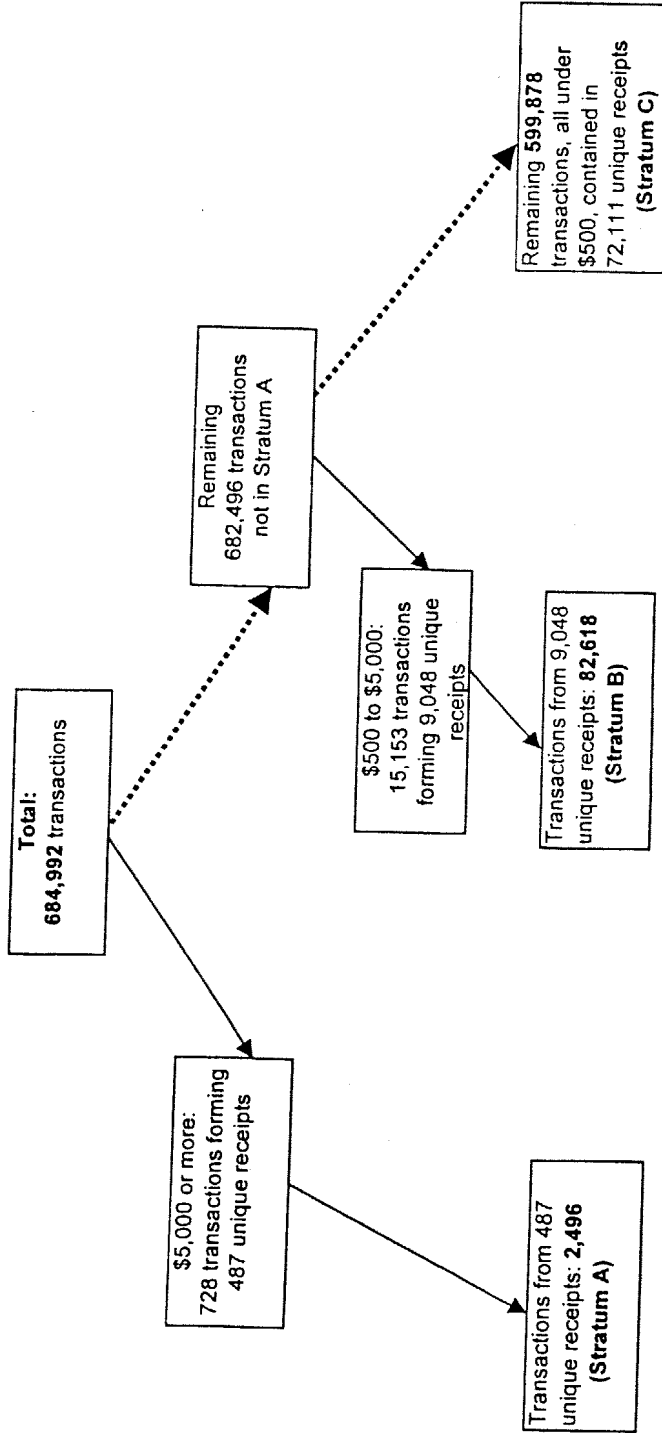 Total:
684,992 transactions
$5,000 or more:
728 transactions forming
487 unique receipts
Remaining
682,496 transactions
not in Stratum A
Transactions from 487
unique receipts: 2,496
(Stratum A)
$500 to $5,000:
15,153 transactions
forming 9,048 unique
receipts
Transactions from 9,048
unique receipts: 82,618
(Stratum B)
Remaining 599,878
transactions, all under
$500, contained in
72,111 unique receipts
(Stratum C)